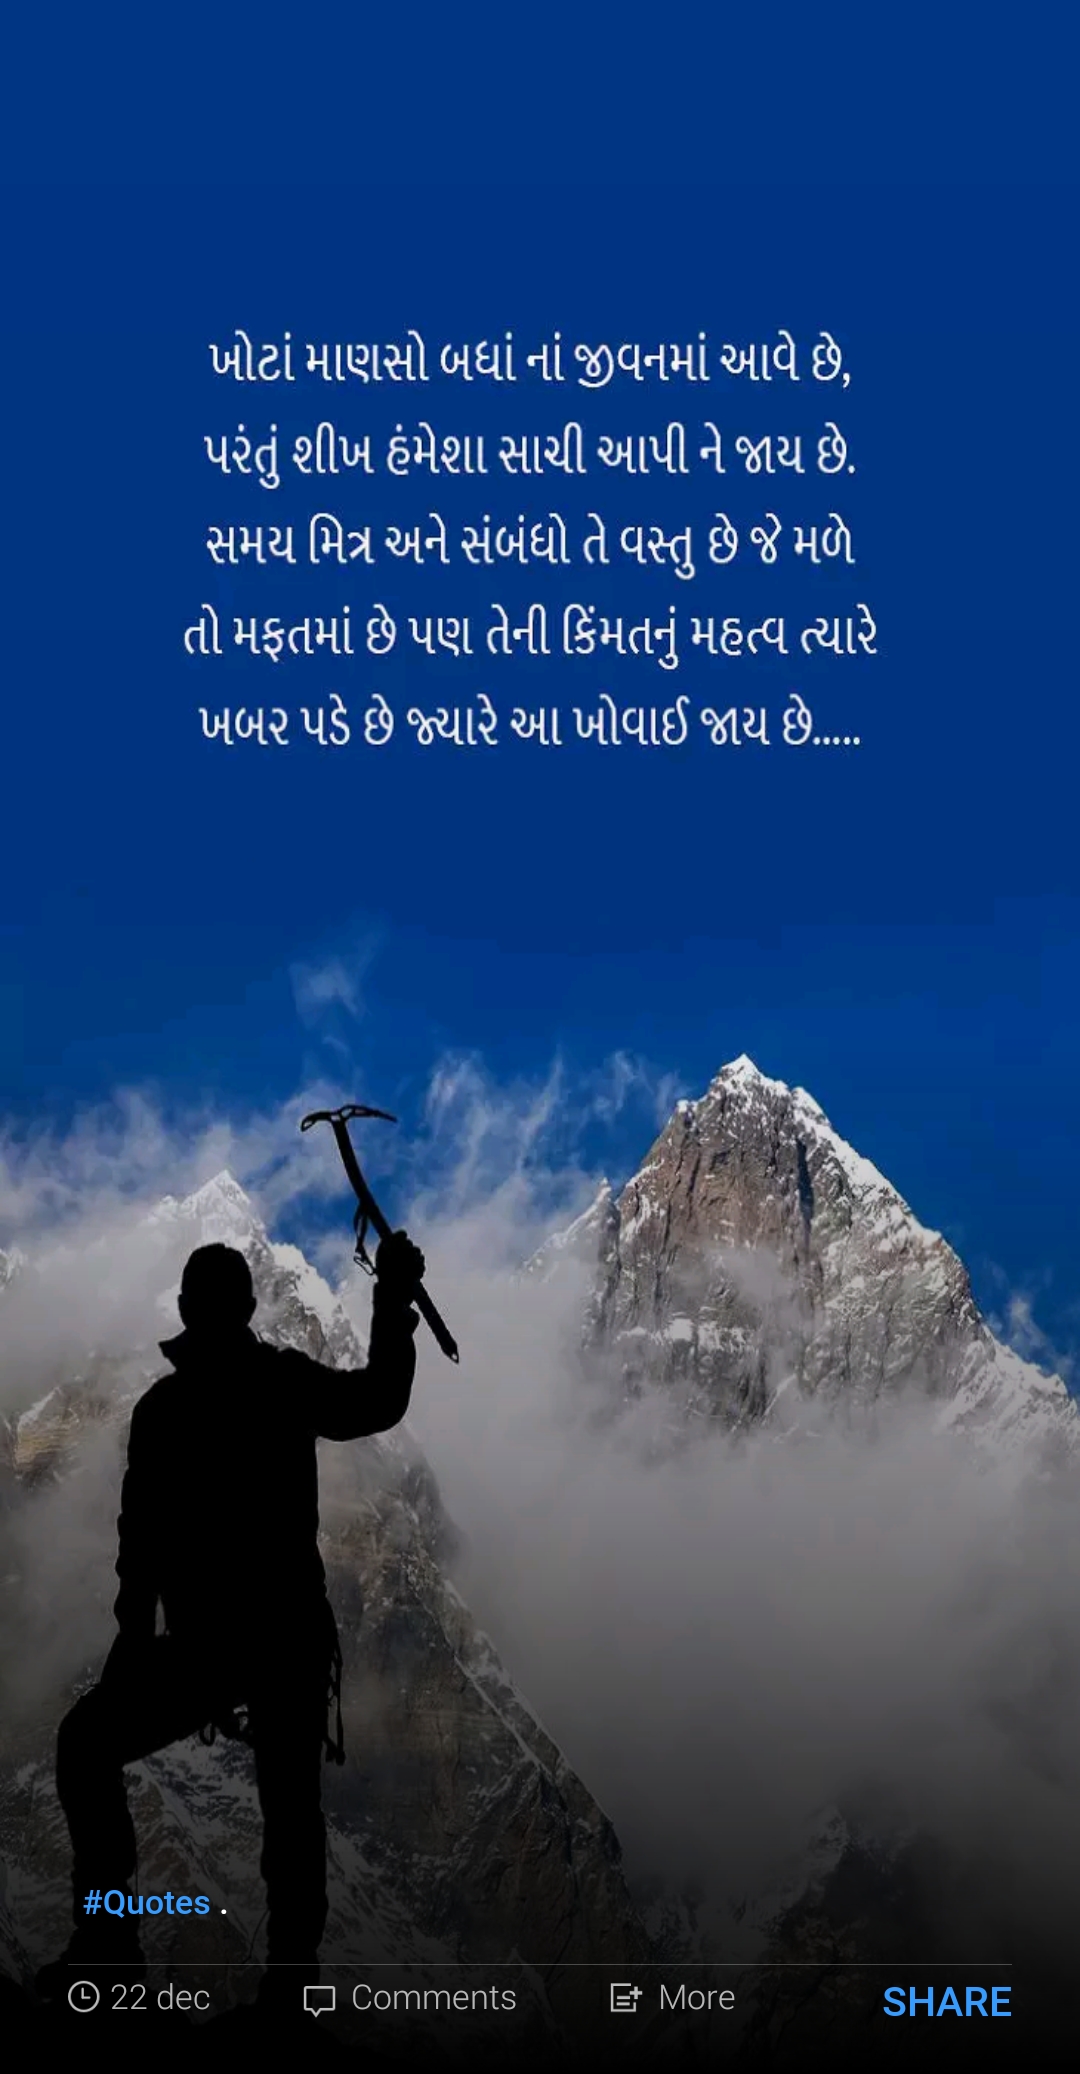 ખોટાં માણસો બધાં નાં જીવનમાં આવે છે,
પરંતું શીખ હંમેશા સાચી આપી ને જાય છે.
સમય મિત્ર અને સંબંધો તે વસ્તુ છે જે મળે
તો મફતમાં છે પણ તેની કિંમતનું મહત્વ ત્યારે
ખબર પડે છે જ્યારે આ ખોવાઈ જાય છે.....
#Quotes .
22 dec Comments More SHARE